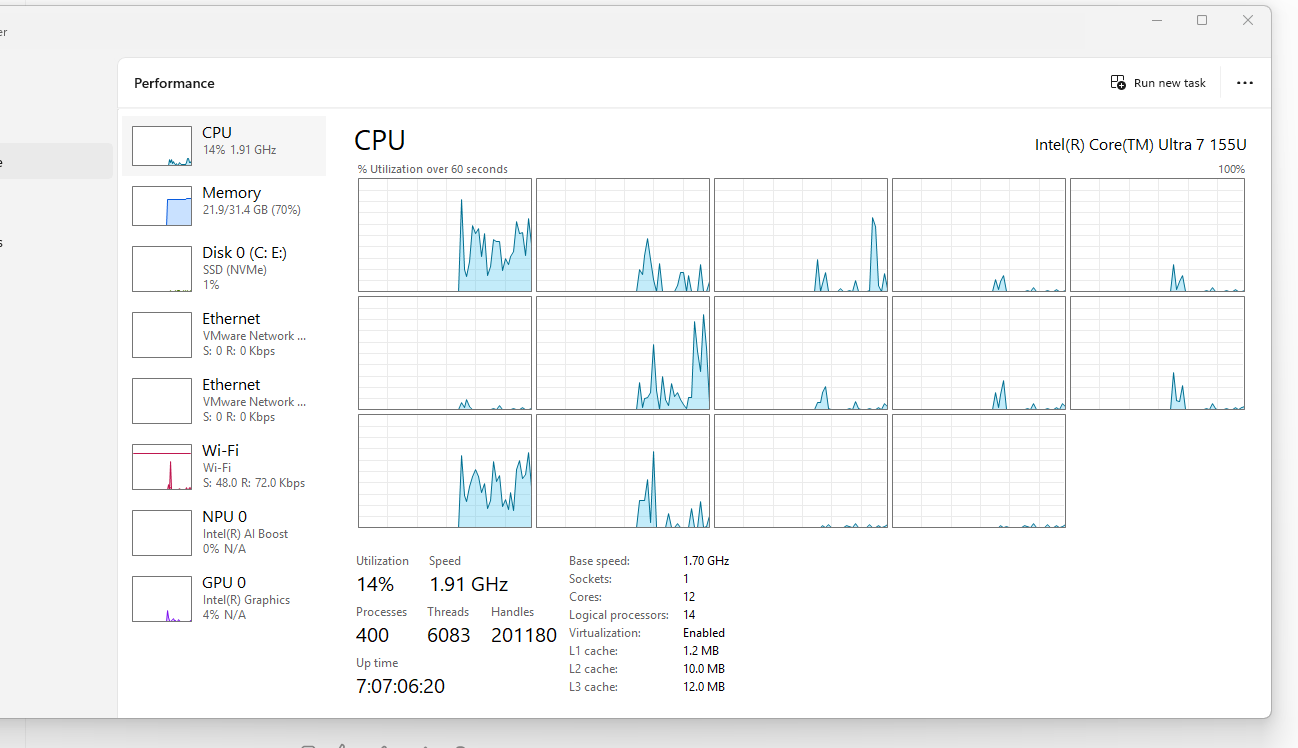 er
Performance
Run new task
e
s
CPU
14% 1.91 GHz
Memory
21.9/31.4 GB (70%)
Disk 0 (C: E:)
SSD (NVMe)
1%
Ethernet
VMware Network ...
S: 0 R: 0 Kbps
Ethernet
VMware Network ...
S: 0 R: 0 Kbps
Wi-Fi
Wi-Fi
S: 48.0 R: 72.0 Kbps
NPU 0
Intel(R) AI Boost
0% N/A
GPU 0
Intel(R) Graphics
4% N/A
CPU
Intel(R) Core(TM) Ultra 7 155U
% Utilization over 60 seconds
100%
Utilization
Speed
14%
1.91 GHz
Processes
Threads
Handles
400
6083
201180
Up time
7:07:06:20
Base speed: 1.70 GHz
Sockets: 1
Cores: 12
Logical processors: 14
Virtualization: Enabled
L1 cache: 1.2 MB
L2 cache: 10.0 MB
L3 cache: 12.0 MB